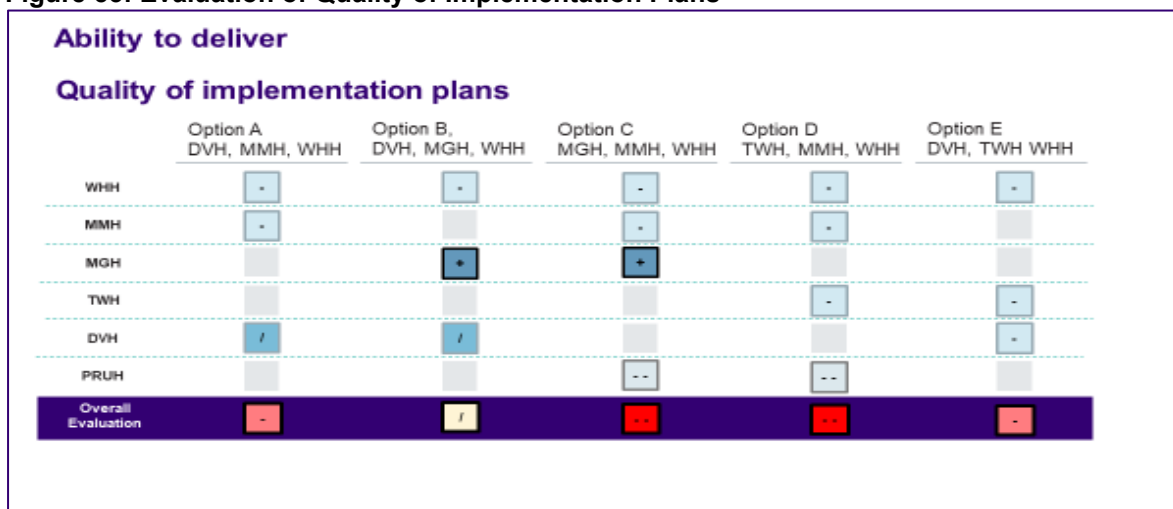 Figure Evaluation of Quality of Implementation Plans
Ability to deliver
Quality of implementation plans
Option A Option B, Option C Option D Option E
DVH, MMH, WHH DVH, MGH, WHH MGH, MMH, WHH TWH, MMH, WHH DVH, TWH WHH
WHH - - - - -
MMH - - -
MGH + +
TWH - -
DVH / / -
PRUH - - - -
Overall
Evaluation - / - - - - -